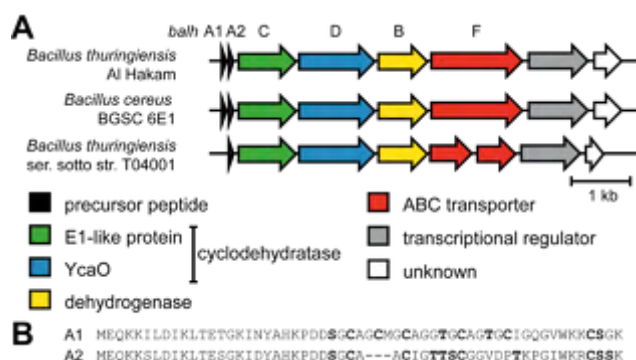 A
balh A1 A2 C D B F
Bacillus thuringiensis
Al Hakam
Bacillus cereus
BGSC 6E1
Bacillus thuringiensis
ser. sotto str. T04001
1 kb
precursor peptide
ABC transporter
E1-like protein
cyclodehydratase
transcriptional regulator
YcaO
unknown
dehydrogenase
B
A1 MEQKKILDIKLTETGKINYAHKPDDSGCAGCMGCAGGTGCAGTGCIGQGVWKKCSGK
A2 MEQKKILDIKLTETGKINYAHKPDDSGCA---ACIGTTSCGGVDPTKPGIWKRCSSK